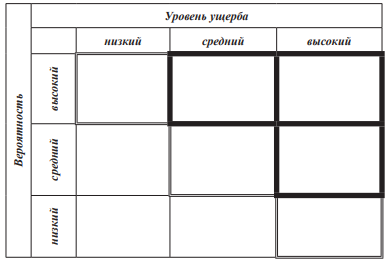 Уровень ущерба
низкий
средний
высокий
Вероятность
высокий
средний
низкий